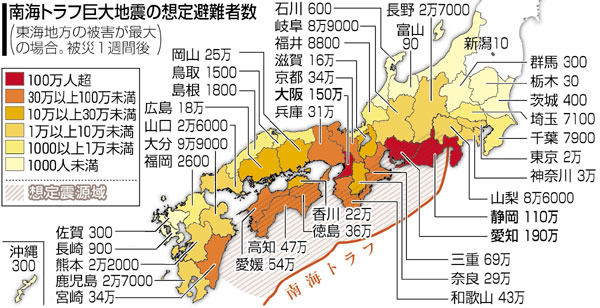 南海トラフ巨大地震の想定避難者数
(東海地方の被害が最大
の場合。被災1週間後)
100万人超
30万以上100万未満
10万以上30万未満
1万以上10万未満
1000以上1万未満
1000人未満
想定震源域
石川 600
岐阜 8万9000
福井 8800
滋賀 16万
京都 34万
大阪 150万
兵庫 31万
岡山 25万
鳥取 1500
島根 1800
広島 18万
山口 2万6000
大分 9万9000
福岡 2600
長野 2万7000
富山
90
新潟10
群馬 300
栃木 30
茨城 400
埼玉 7100
千葉 7900
東京 2万
神奈川 3万
山梨 8万6000
静岡 110万
愛知 190万
三重 69万
奈良 29万
和歌山 43万
香川 22万
徳島 36万
高知 47万
愛媛 54万
佐賀 300
長崎 900
熊本 2万2000
鹿児島 2万7000
宮崎 34万
沖縄
300
南海トラフ